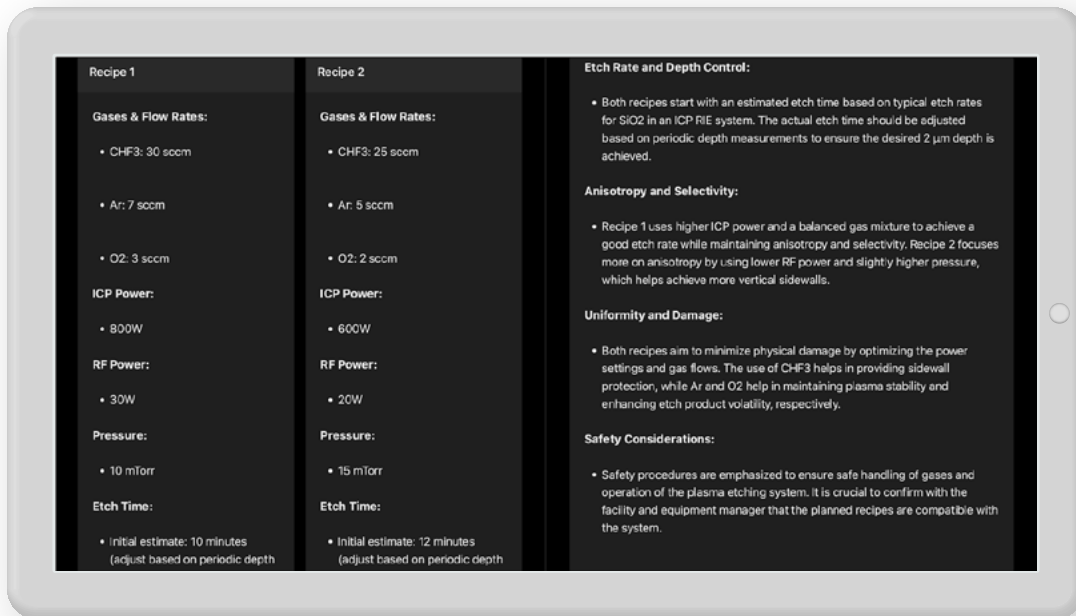 Recipe 1
Gases & Flow Rates:
• CHF3: 30 sccm
• Ar: 7 sccm
• O2: 3 sccm
ICP Power:
• 800W
RF Power:
• 30W
Pressure:
• 10 mTorr
Etch Time:
• Initial estimate: 10 minutes
(adjust based on periodic depth
Recipe 2
Gases & Flow Rates:
• CHF3: 25 sccm
• Ar: 5 sccm
• O2: 2 sccm
ICP Power:
• 600W
RF Power:
• 20W
Pressure:
• 15 mTorr
Etch Time:
• Initial estimate: 12 minutes
(adjust based on periodic depth
Etch Rate and Depth Control:
• Both recipes start with an estimated etch time based on typical etch rates
for SiO2 in an ICP RIE system. The actual etch time should be adjusted
based on periodic depth measurements to ensure the desired 2 μm depth is
achieved.
Anisotropy and Selectivity:
• Recipe 1 uses higher ICP power and a balanced gas mixture to achieve a
good etch rate while maintaining anisotropy and selectivity. Recipe 2 focuses
more on anisotropy by using lower RF power and slightly higher pressure,
which helps achieve more vertical sidewalls.
Uniformity and Damage:
• Both recipes aim to minimize physical damage by optimizing the power
settings and gas flows. The use of CHF3 helps in providing sidewall
protection, while Ar and O2 help in maintaining plasma stability and
enhancing etch product volatility, respectively.
Safety Considerations:
• Safety procedures are emphasized to ensure safe handling of gases and
operation of the plasma etching system. It is crucial to confirm with the
facility and equipment manager that the planned recipes are compatible with
the system.